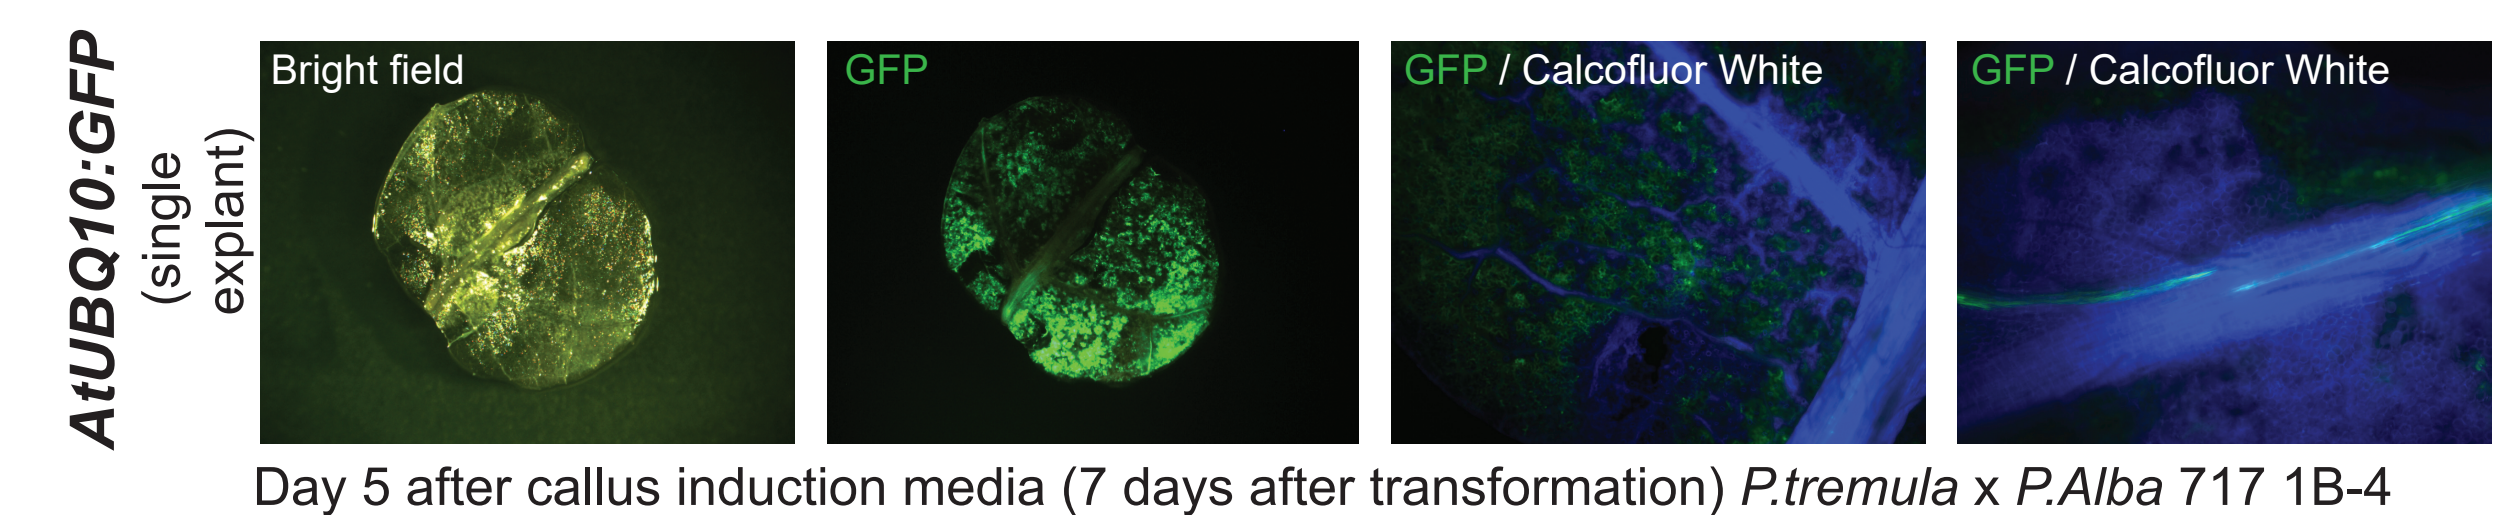 AtUBQ10:GFP
(single
explant)
Bright field
GFP
GFP / Calcofluor White
GFP / Calcofluor White
Day 5 after callus induction media (7 days after transformation) P.tremula x P.Alba 717 1B-4